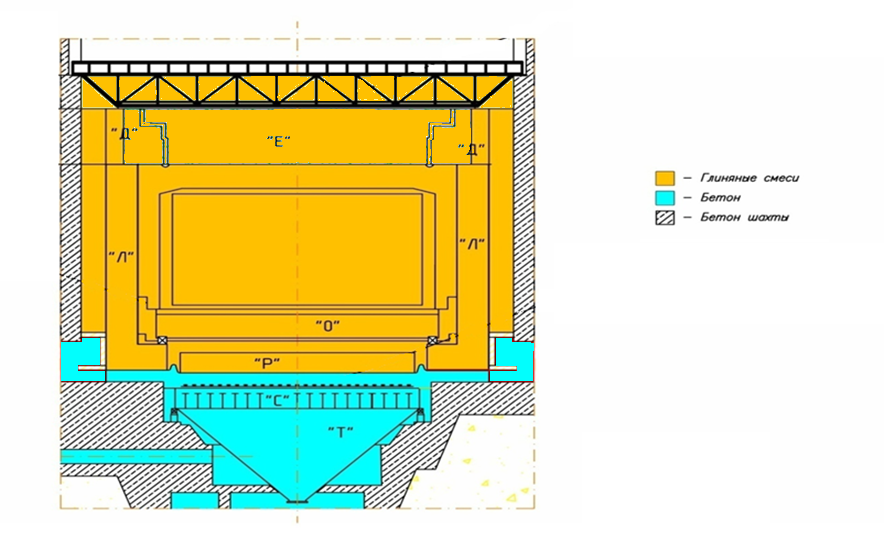 "Д"
"Е"
"Д"
"Л"
"Л"
"О"
"Р"
"С"
"Т"
– Глиняные смеси
– Бетон
– Бетон шахты